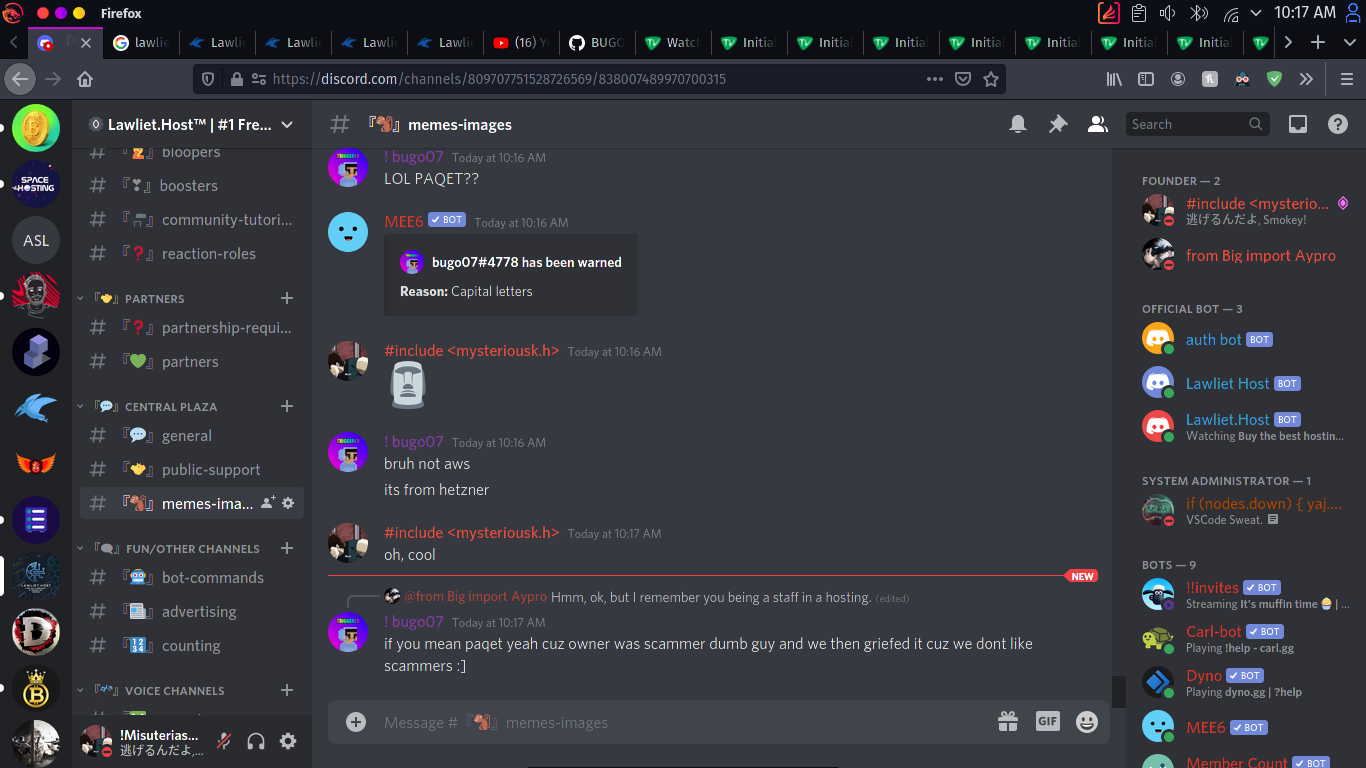 Firefox
10:17 AM
lawlie
Lawli
Lawli
Lawli
Lawli
(16) Y
BUGO
Watc
Initia
Initial
Initial
Initial
Initial
Initial
Initial
https://discord.com/channels/809707751528726569/838007489970700315
SPACE HOSTING
ASL
Lawliet.Host™ | #1 Fre...
bloopers
boosters
community-tutori...
reaction-roles
PARTNERS
partnership-requi...
partners
CENTRAL PLAZA
general
public-support
memes-ima...
FUN/OTHER CHANNELS
bot-commands
advertising
counting
VOICE CHANNELS
!Misuterias...
逃げるんだよ,...
# 『🐿』 memes-images
Search
! bugo07 Today at 10:16 AM
LOL PAQET??
MEE6 ✓ BOT Today at 10:16 AM
bugo07#4778 has been warned
Reason: Capital letters
#include <mysteriousk.h> Today at 10:16 AM
! bugo07 Today at 10:16 AM
bruh not aws
its from hetzner
#include <mysteriousk.h> Today at 10:17 AM
oh, cool
NEW
@from Big import Aypro Hmm, ok, but I remember you being a staff in a hosting. (edited)
! bugo07 Today at 10:17 AM
if you mean paqet yeah cuz owner was scammer dumb guy and we then griefed it cuz we dont like
scammers :]
Message # 『🐿』 memes-images
GIF
FOUNDER — 2
#include <mysterio...
逃げるんだよ, Smokey!
from Big import Aypro
OFFICIAL BOT — 3
auth bot BOT
Lawliet Host BOT
Lawliet.Host BOT
Watching Buy the best hostin...
SYSTEM ADMINISTRATOR — 1
if (nodes.down) { yaj....
VSCode Sweat.
BOTS — 9
!!invites ✓ BOT
Streaming It's muffin time 🧁 | ...
Carl-bot ✓ BOT
Playing !help - carl.gg
Dyno ✓ BOT
Playing dyno.gg | ?help
MEE6 ✓ BOT
Member Count ✓ BOT